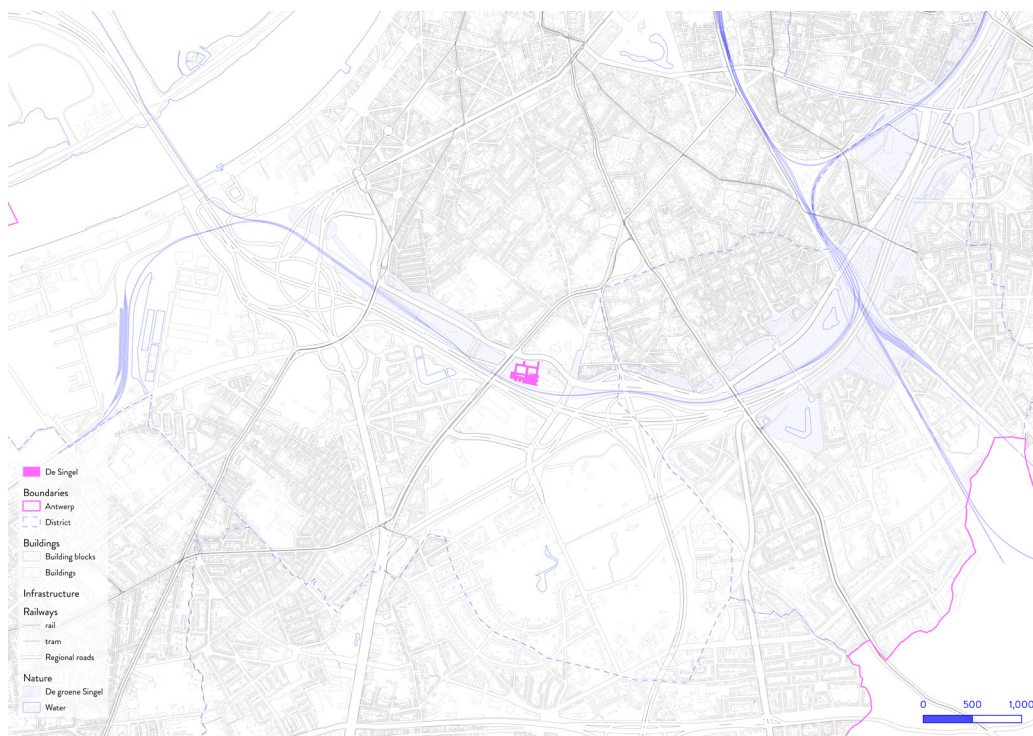 De Singel
Boundaries
Antwerp
District
Buildings
Building blocks
Buildings
Infrastructure
Railways
rail
tram
Regional roads
Nature
De groene Singel
Water
0 500 1,000